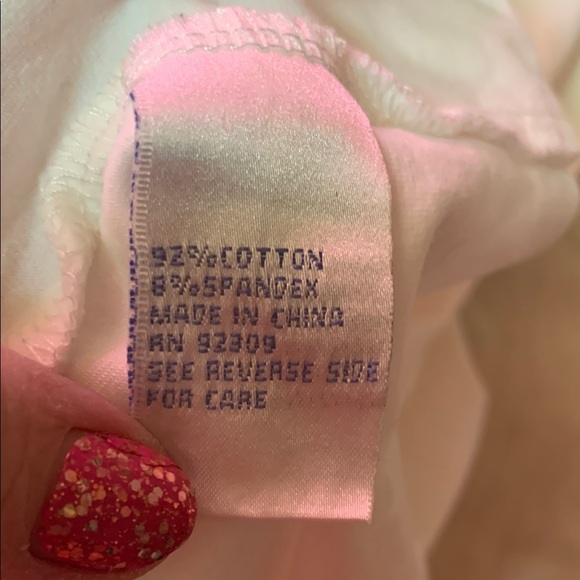 92%COTTON
8%SPANDEX
MADE IN CHINA
RN 92309
SEE REVERSE SIDE
FOR CARE